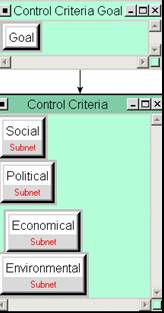 Control Criteria Goal
Goal
Control Criteria
Social
Subnet
Political
Subnet
Economical
Subnet
Environmental
Subnet